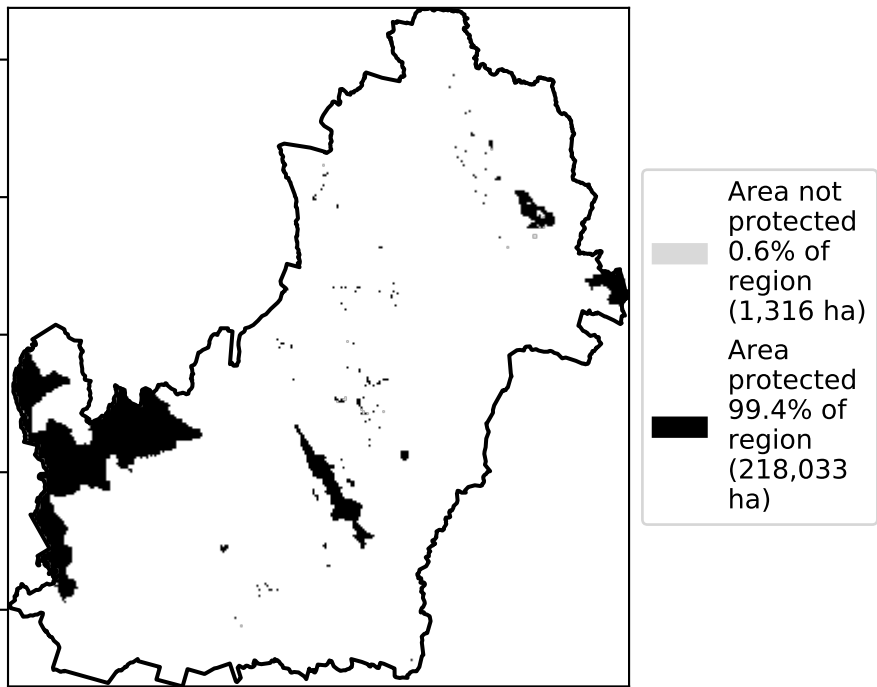 Area not
protected
0.6% of
region
(1,316 ha)
Area
protected
99.4% of
region
(218,033
ha)